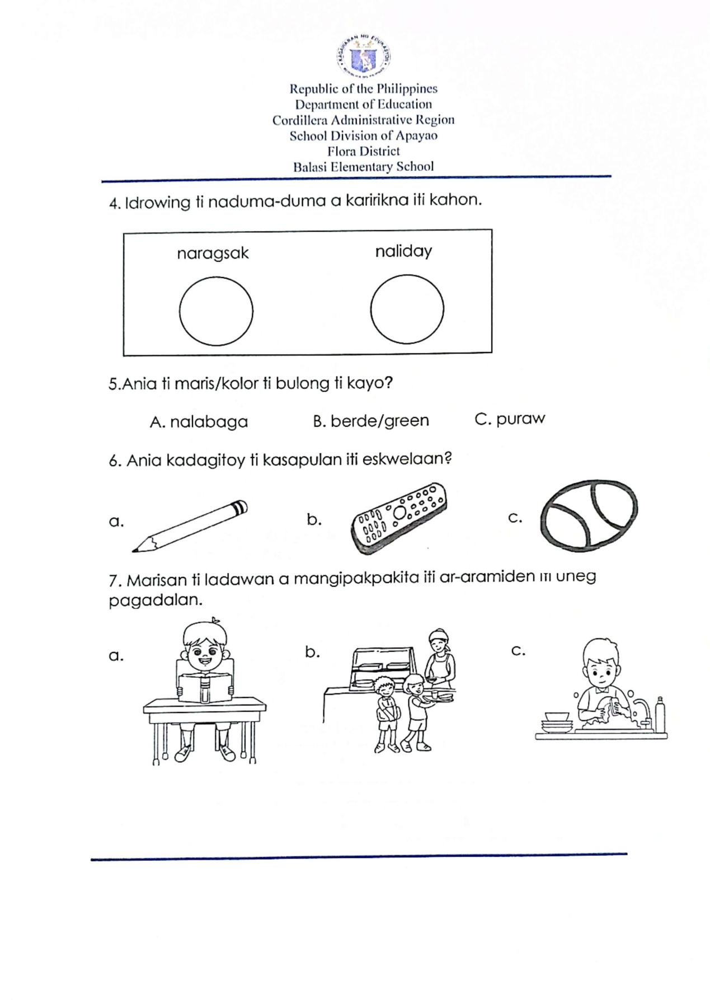 KAGAWARAN NG EDUKASYON
Republic of the Philippines
Department of Education
Cordillera Administrative Region
School Division of Apayao
Flora District
Balasi Elementary School
4. Idrowing ti naduma-duma a karirikna iti kahon.
naragsak naliday
5.Ania ti maris/kolor ti bulong ti kayo?
A. nalabaga B. berde/green C. puraw
6. Ania kadagitoy ti kasapulan iti eskwelaan?
a. b. c.
7. Marisan ti ladawan a mangipakpakita iti ar-aramiden iti uneg
pagadalan.
a. b. c.